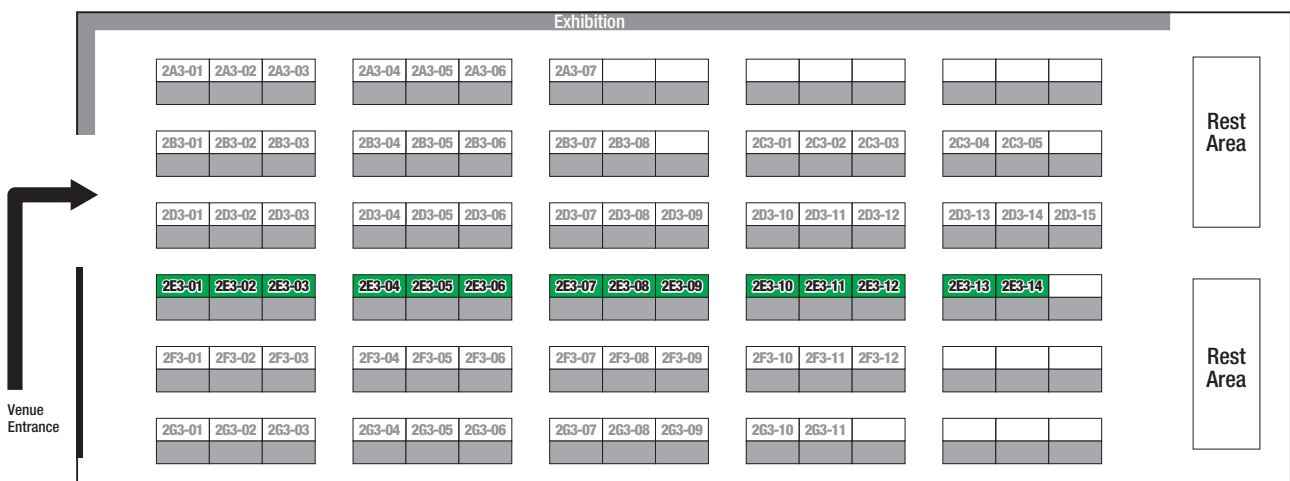 Exhibition
2A3-01 2A3-02 2A3-03 2A3-04 2A3-05 2A3-06 2A3-07
2B3-01 2B3-02 2B3-03 2B3-04 2B3-05 2B3-06 2B3-07 2B3-08 2C3-01 2C3-02 2C3-03 2C3-04 2C3-05
Rest
Area
2D3-01 2D3-02 2D3-03 2D3-04 2D3-05 2D3-06 2D3-07 2D3-08 2D3-09 2D3-10 2D3-11 2D3-12 2D3-13 2D3-14 2D3-15
2E3-01 2E3-02 2E3-03 2E3-04 2E3-05 2E3-06 2E3-07 2E3-08 2E3-09 2E3-10 2E3-11 2E3-12 2E3-13 2E3-14
2F3-01 2F3-02 2F3-03 2F3-04 2F3-05 2F3-06 2F3-07 2F3-08 2F3-09 2F3-10 2F3-11 2F3-12
Rest
Area
Venue
Entrance
2G3-01 2G3-02 2G3-03 2G3-04 2G3-05 2G3-06 2G3-07 2G3-08 2G3-09 2G3-10 2G3-11